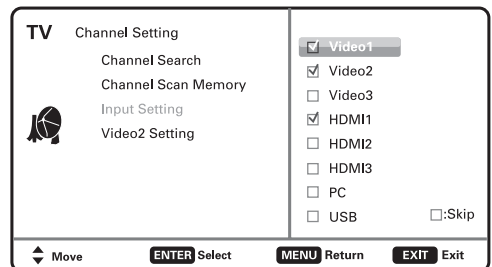 TV Channel Setting
Channel Search
Channel Scan Memory
Input Setting
Video2 Setting
Video1
Video2
Video3
HDMI1
HDMI2
HDMI3
PC
USB
:Skip
Move ENTER Select MENU Return EXIT Exit